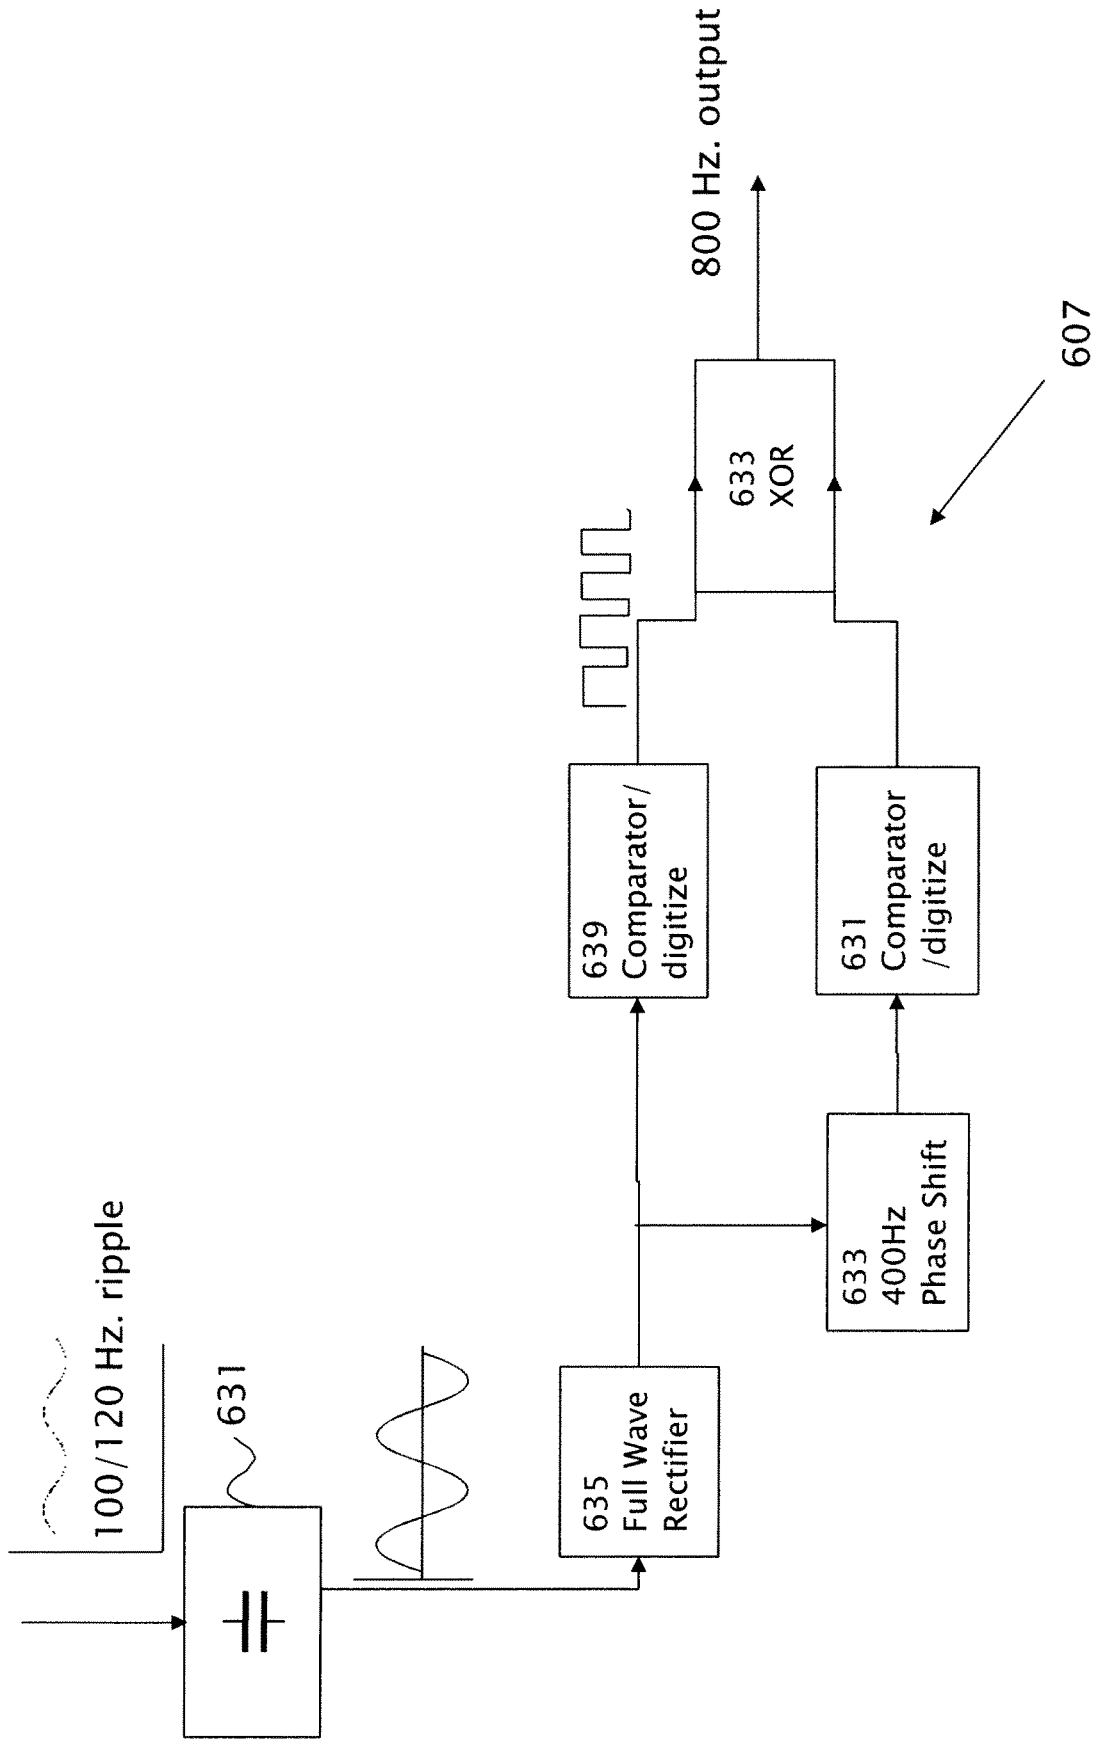 100/120 Hz. ripple
631
635
Full Wave
Rectifier
633
400Hz
Phase Shift
639
Comparator/
digitize
631
Comparator
/digitize
633
XOR
800 Hz. output
607